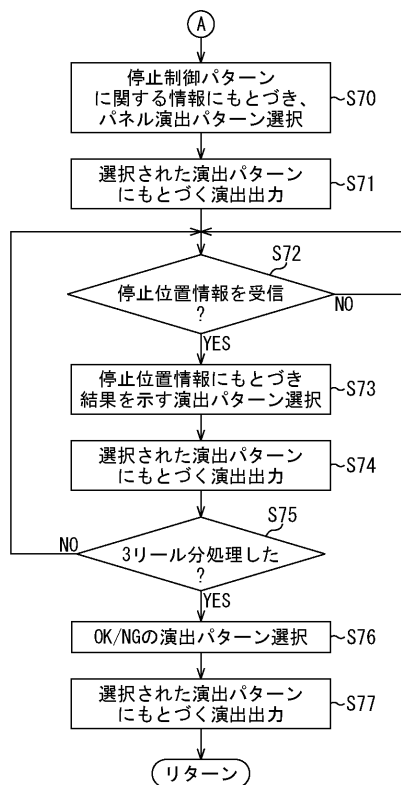 A
停止制御パターン
に関する情報にもとづき、
パネル演出パターン選択
S70
選択された演出パターン
にもとづく演出出力
S71
S72
停止位置情報を受信
?
NO
YES
停止位置情報にもとづき
結果を示す演出パターン選択
S73
選択された演出パターン
にもとづく演出出力
S74
S75
NO
3リール分処理した
?
YES
OK/NGの演出パターン選択
S76
選択された演出パターン
にもとづく演出出力
S77
リターン